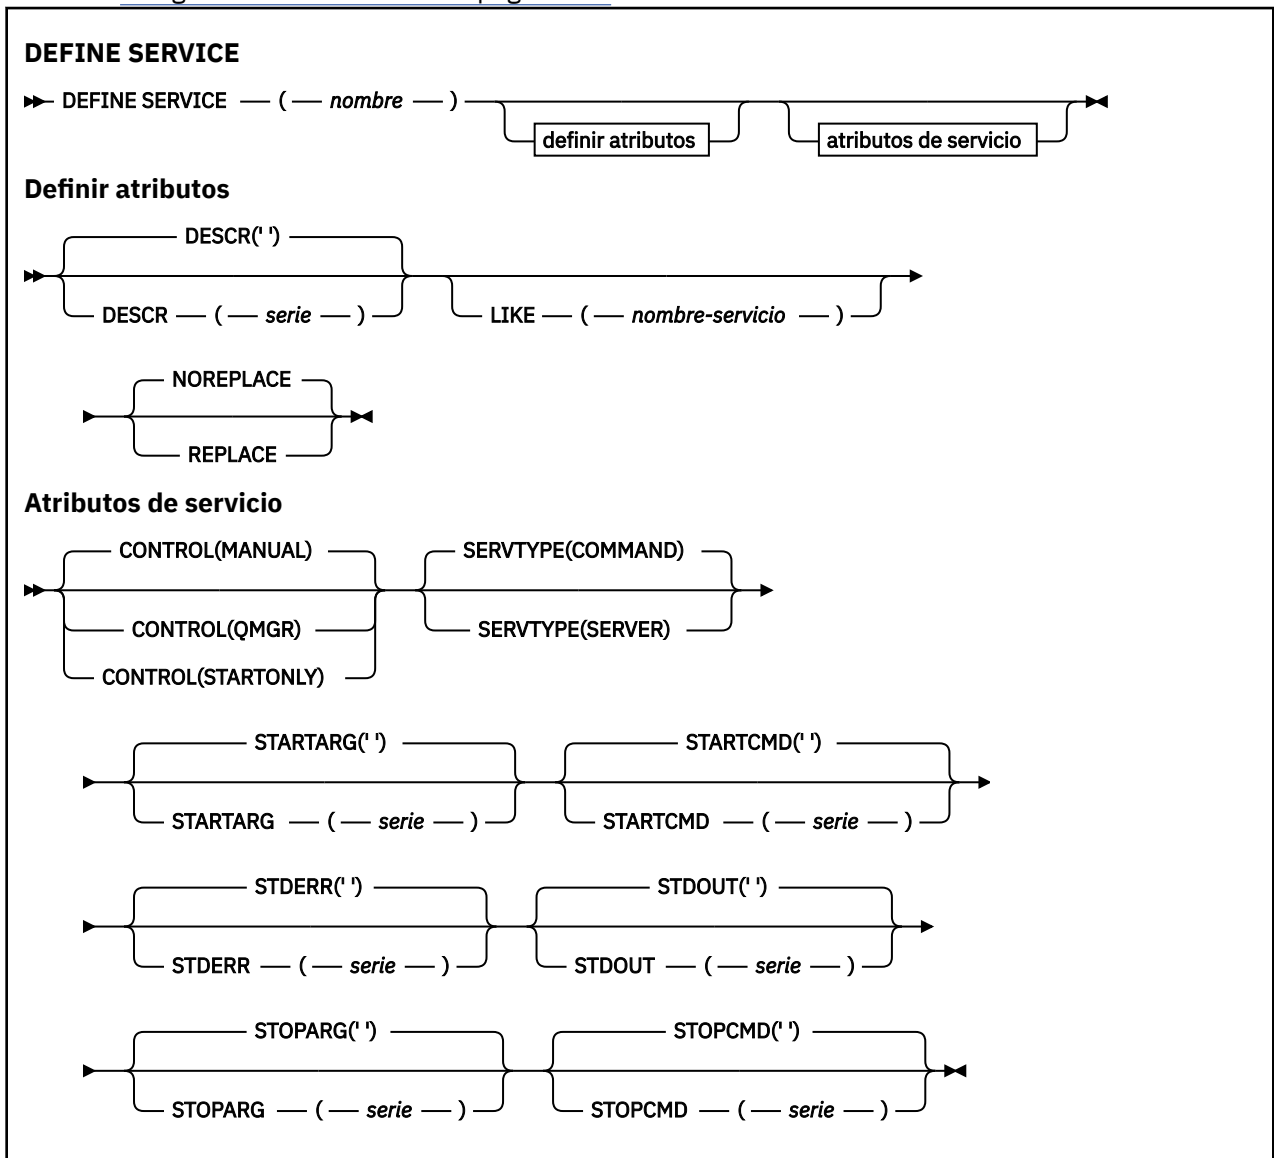 DEFINE SERVICE
DEFINE SERVICE ( nombre )
definir atributos atributos de servicio
Definir atributos
DESCR(' ')
DESCR ( serie ) LIKE ( nombre-servicio )
NOREPLACE
REPLACE
Atributos de servicio
CONTROL(MANUAL) SERVTYPE(COMMAND)
CONTROL(QMGR) SERVTYPE(SERVER)
CONTROL(STARTONLY)
STARTARG(' ') STARTCMD(' ')
STARTARG ( serie ) STARTCMD ( serie )
STDERR(' ') STDOUT(' ')
STDERR ( serie ) STDOUT ( serie )
STOPARG(' ') STOPCMD(' ')
STOPARG ( serie ) STOPCMD ( serie )